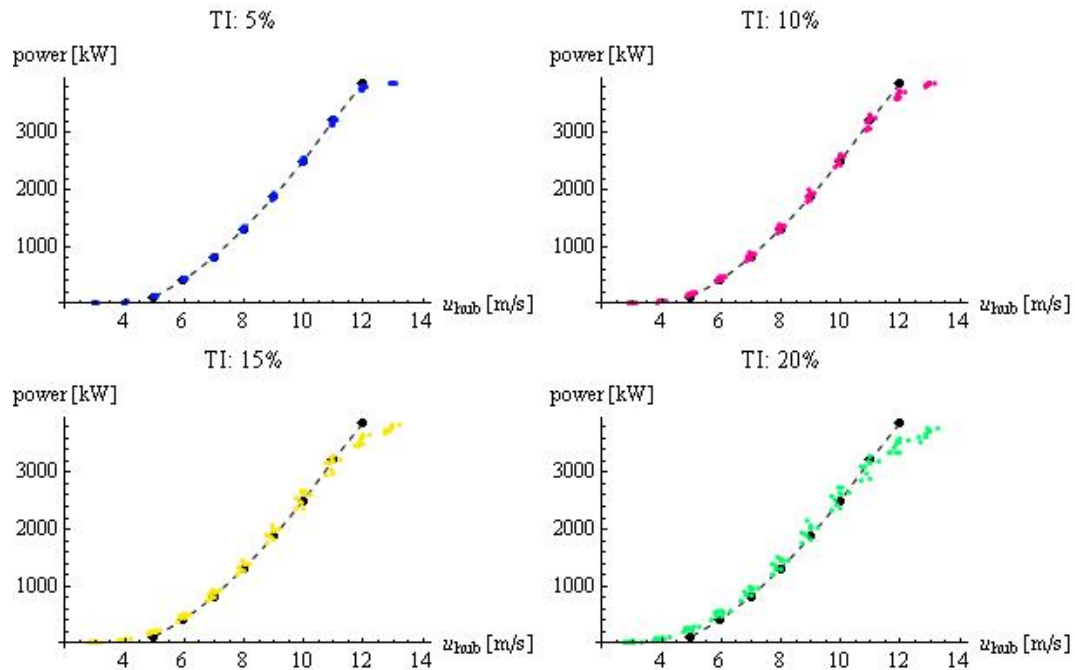 TI: 5%
power [kW]
3000
2000
1000
4 6 8 10 12 14
u_hub [m/s]
TI: 10%
power [kW]
3000
2000
1000
4 6 8 10 12 14
u_hub [m/s]
TI: 15%
power [kW]
3000
2000
1000
4 6 8 10 12 14
u_hub [m/s]
TI: 20%
power [kW]
3000
2000
1000
4 6 8 10 12 14
u_hub [m/s]